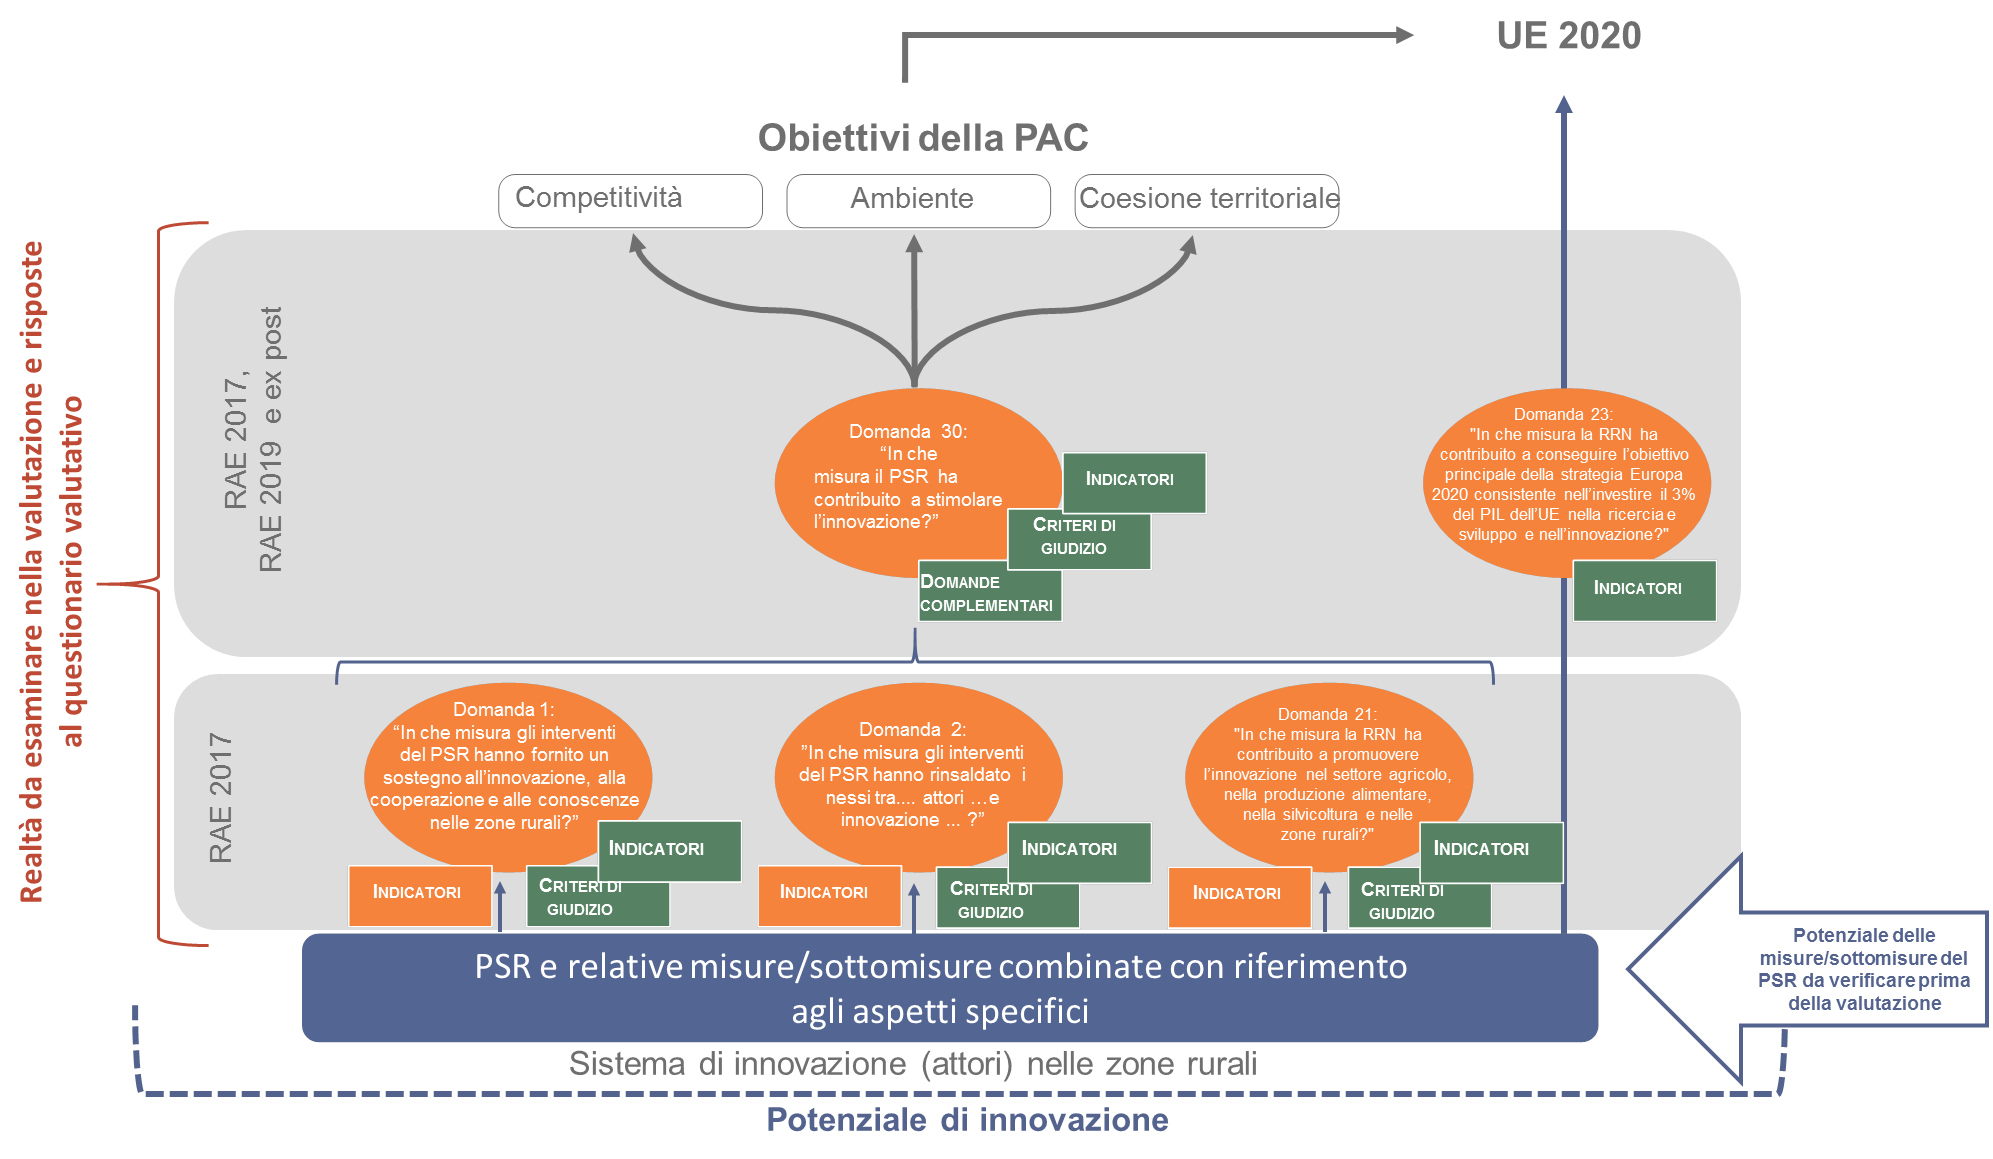 UE 2020
Obiettivi della PAC
Competitività
Ambiente
Coesione territoriale
Realtà da esaminare nella valutazione e risposte
al questionario valutativo
RAE 2017,
RAE 2019 e ex post
Domanda 30:
“In che
misura il PSR ha
contribuito a stimolare
l’innovazione?”
INDICATORI
CRITERI DI
GIUDIZIO
DOMANDE
COMPLEMENTARI
Domanda 23:
"In che misura la RRN ha
contribuito a conseguire l’obiettivo
principale della strategia Europa
2020 consistente nell’investire il 3%
del PIL dell’UE nella ricercia e
sviluppo e nell’innovazione?"
INDICATORI
RAE 2017
Domanda 1:
“In che misura gli interventi
del PSR hanno fornito un
sostegno all’innovazione, alla
cooperazione e alle conoscenze
nelle zone rurali?”
INDICATORI
CRITERI DI
GIUDIZIO
INDICATORI
Domanda 2:
”In che misura gli interventi
del PSR hanno rinsaldato i
nessi tra.... attori …e
innovazione ... ?”
INDICATORI
CRITERI DI
GIUDIZIO
INDICATORI
Domanda 21:
"In che misura la RRN ha
contribuito a promuovere
l’innovazione nel settore agricolo,
nella produzione alimentare,
nella silvicoltura e nelle
zone rurali?"
INDICATORI
CRITERI DI
GIUDIZIO
INDICATORI
PSR e relative misure/sottomisure combinate con riferimento
agli aspetti specifici
Potenziale delle
misure/sottomisure del
PSR da verificare prima
della valutazione
Sistema di innovazione (attori) nelle zone rurali
Potenziale di innovazione